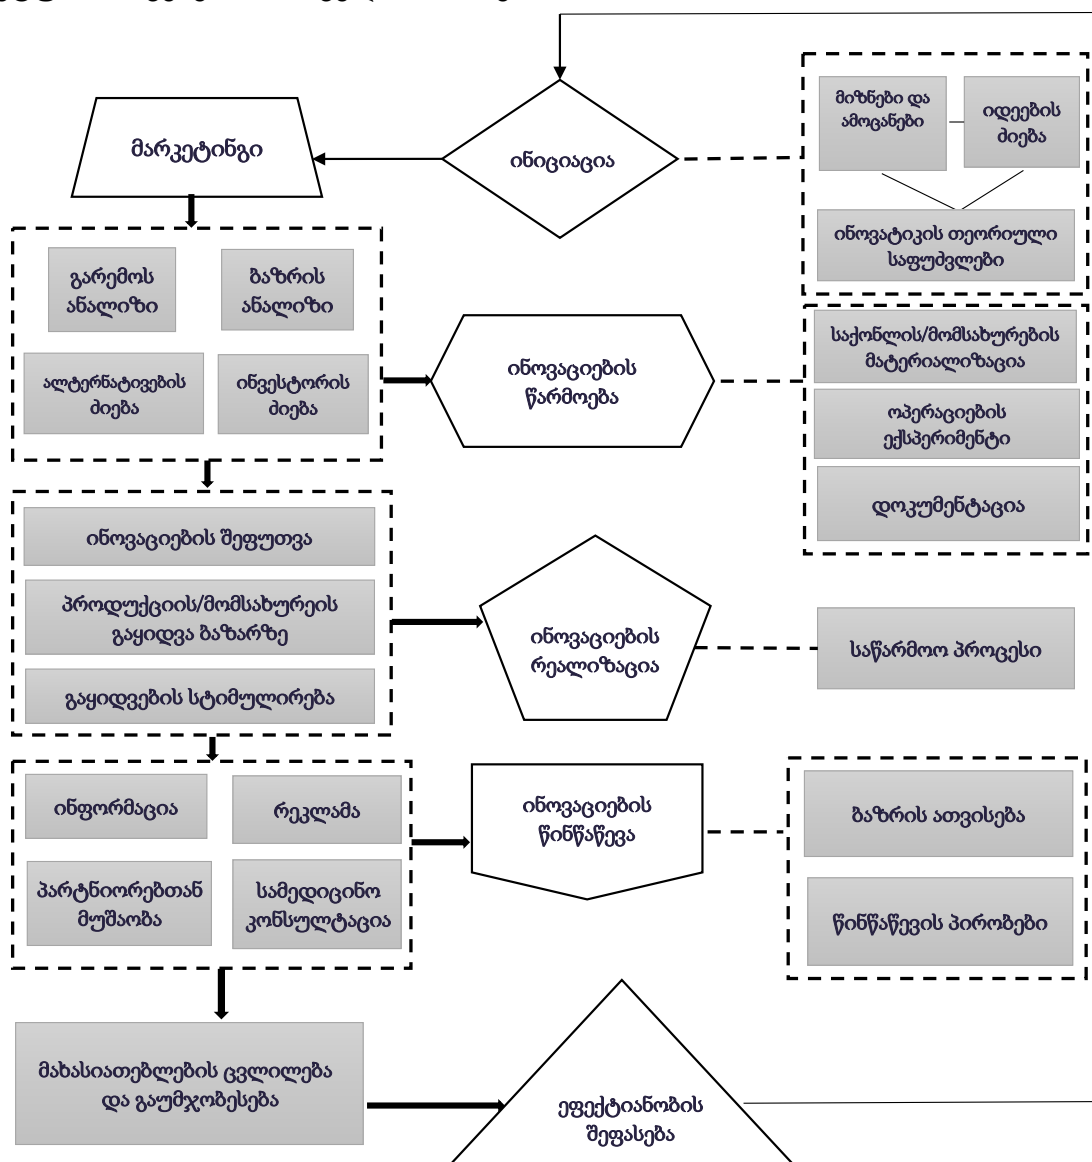 მარკეტინგი
ინიციაცია
მიზნები და
ამოცანები
იდეების
ძიება
ინოვატიკის თეორიული
საფუძვლები
გარემოს
ანალიზი
ბაზრის
ანალიზი
ალტერნატივების
ძიება
ინვესტორის
ძიება
ინოვაციების
წარმოება
საქონლის/მომსახურების
მატერიალიზაცია
ოპერაციების
ექსპერიმენტი
დოკუმენტაცია
ინოვაციების შეფუთვა
პროდუქციის/მომსახურეის
გაყიდვა ბაზარზე
გაყიდვების სტიმულირება
ინოვაციების
რეალიზაცია
საწარმოო პროცესი
ინფორმაცია
რეკლამა
პარტნიორებთან
მუშაობა
სამედიცინო
კონსულტაცია
ინოვაციების
წინწაწევა
ბაზრის ათვისება
წინწაწევის პირობები
მახასიათებლების ცვლილება
და გაუმჯობესება
ეფექტიანობის
შეფასება